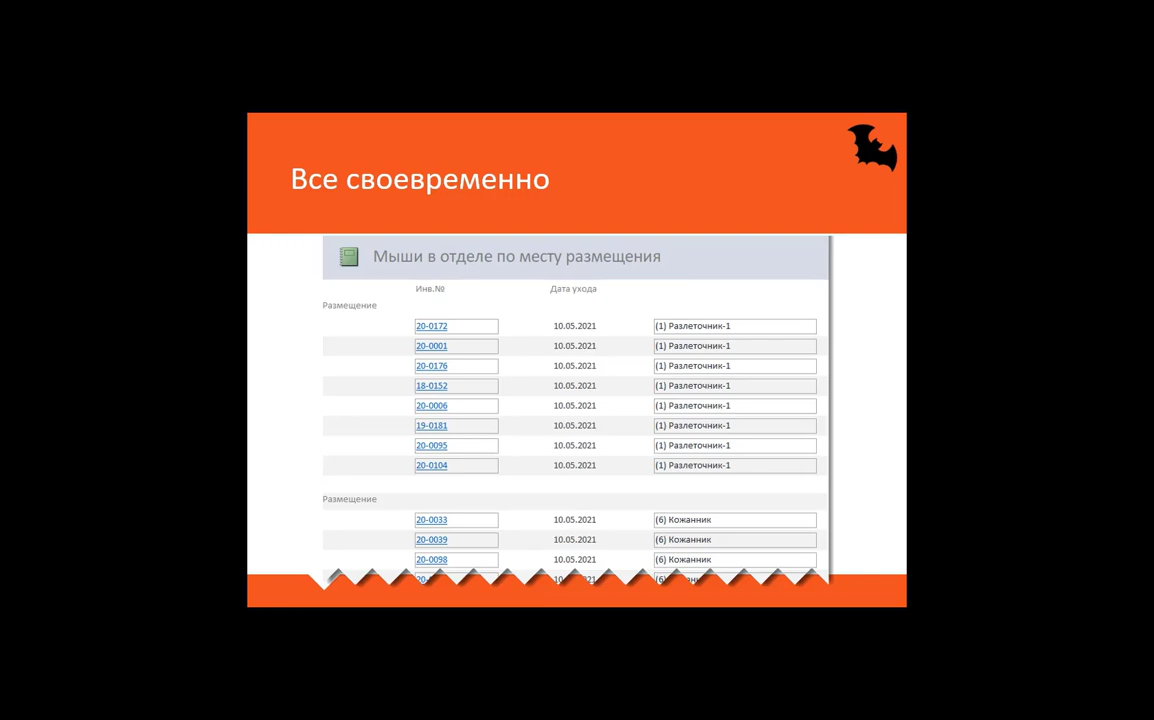 Все своевременно
Мыши в отделе по месту размещения
Инв.№ Дата ухода
Размещение
20-0172 10.05.2021 (1) Разлеточник-1
20-0001 10.05.2021 (1) Разлеточник-1
20-0176 10.05.2021 (1) Разлеточник-1
18-0152 10.05.2021 (1) Разлеточник-1
20-0006 10.05.2021 (1) Разлеточник-1
19-0181 10.05.2021 (1) Разлеточник-1
20-0095 10.05.2021 (1) Разлеточник-1
20-0104 10.05.2021 (1) Разлеточник-1
Размещение
20-0033 10.05.2021 (6) Кожанник
20-0039 10.05.2021 (6) Кожанник
20-0098 10.05.2021 (6) Кожанник